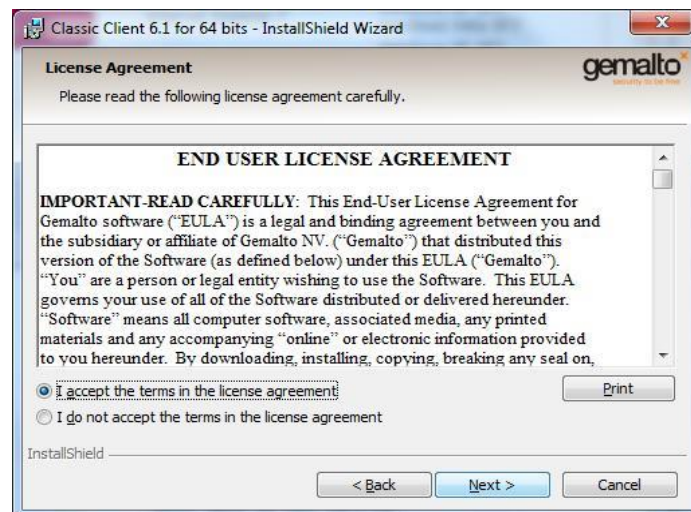 Classic Client 6.1 for 64 bits - InstallShield Wizard
License Agreement
gemalto
security to be free
Please read the following license agreement carefully.
END USER LICENSE AGREEMENT
IMPORTANT-READ CAREFULLY: This End-User License Agreement for
Gemalto software (“EULA”) is a legal and binding agreement between you and
the subsidiary or affiliate of Gemalto NV. (“Gemalto”) that distributed this
version of the Software (as defined below) under this EULA (“Gemalto”).
“You” are a person or legal entity wishing to use the Software. This EULA
governs your use of all of the Software distributed or delivered hereunder.
“Software” means all computer software, associated media, any printed
materials and any accompanying “online” or electronic information provided
to you hereunder. By downloading, installing, copying, breaking any seal on,
I accept the terms in the license agreement
Print
I do not accept the terms in the license agreement
InstallShield
< Back
Next >
Cancel